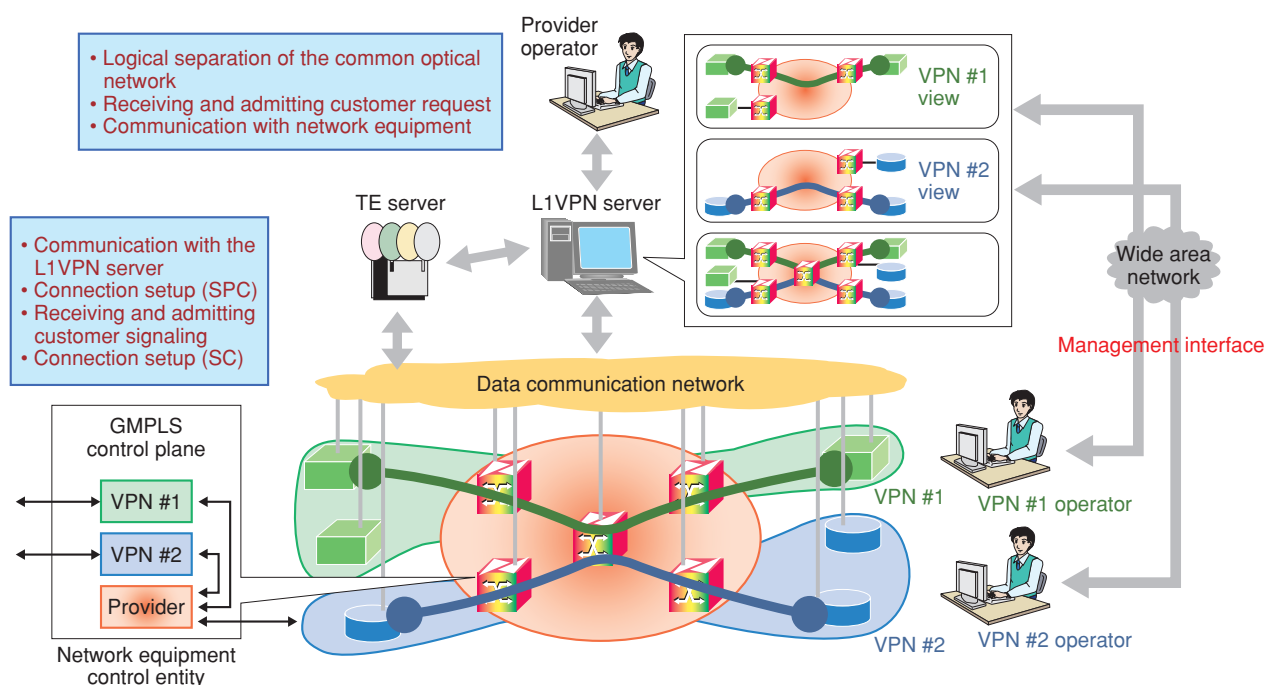 Provider
operator
• Logical separation of the common optical
network
• Receiving and admitting customer request
• Communication with network equipment
VPN #1
view
VPN #2
view
TE server
L1VPN server
• Communication with the
L1VPN server
• Connection setup (SPC)
• Receiving and admitting
customer signaling
• Connection setup (SC)
Wide area
network
Management interface
Data communication network
GMPLS
control plane
VPN #1
VPN #2
Provider
Network equipment
control entity
VPN #1
VPN #1 operator
VPN #2
VPN #2 operator